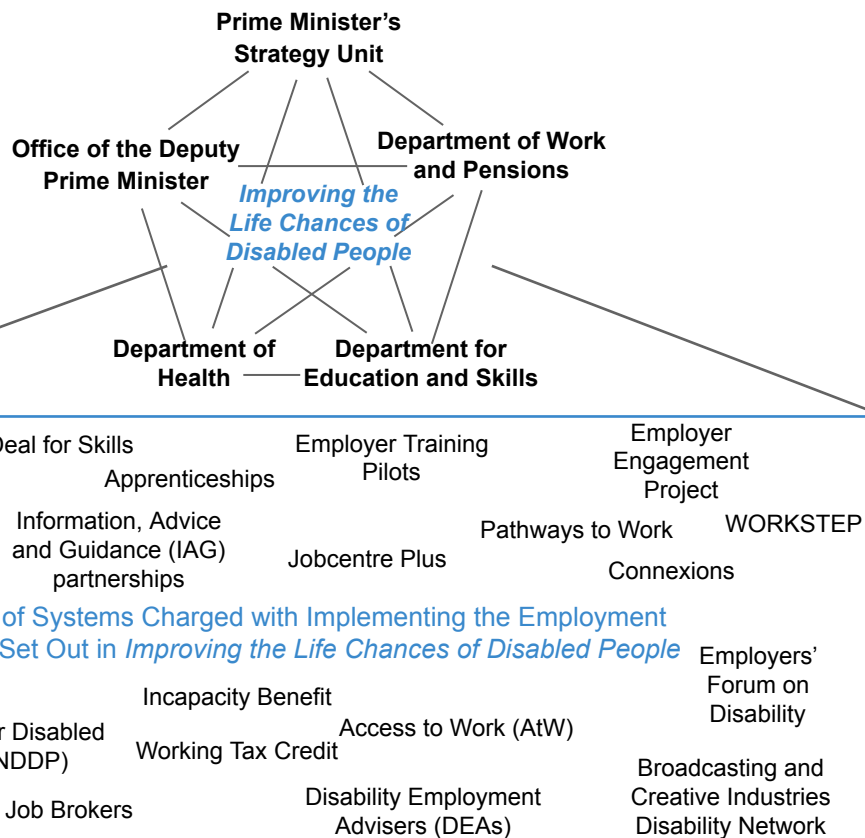 Prime Minister’s
Strategy Unit
Office of the Deputy
Prime Minister
Department of Work
and Pensions
Improving the
Life Chances of
Disabled People
Department of
Health
Department for
Education and Skills
Deal for Skills
Apprenticeships
Employer Training
Pilots
Employer
Engagement
Project
Information, Advice
and Guidance (IAG)
partnerships
Jobcentre Plus
Pathways to Work
WORKSTEP
Connexions
of Systems Charged with Implementing the Employment
Set Out in Improving the Life Chances of Disabled People
Employers’
Forum on
Disability
Incapacity Benefit
Access to Work (AtW)
Disabled
NDDP)
Working Tax Credit
Job Brokers
Disability Employment
Advisers (DEAs)
Broadcasting and
Creative Industries
Disability Network